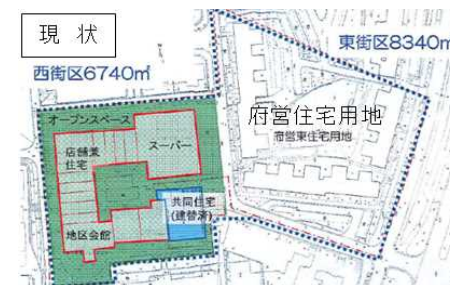 現 状
東街区8340㎡
西街区6740㎡
オープンスペース
府営住宅用地
府営東住宅用地
スーパー
店舗兼
住宅
共同住宅
(建替済)
地区会館